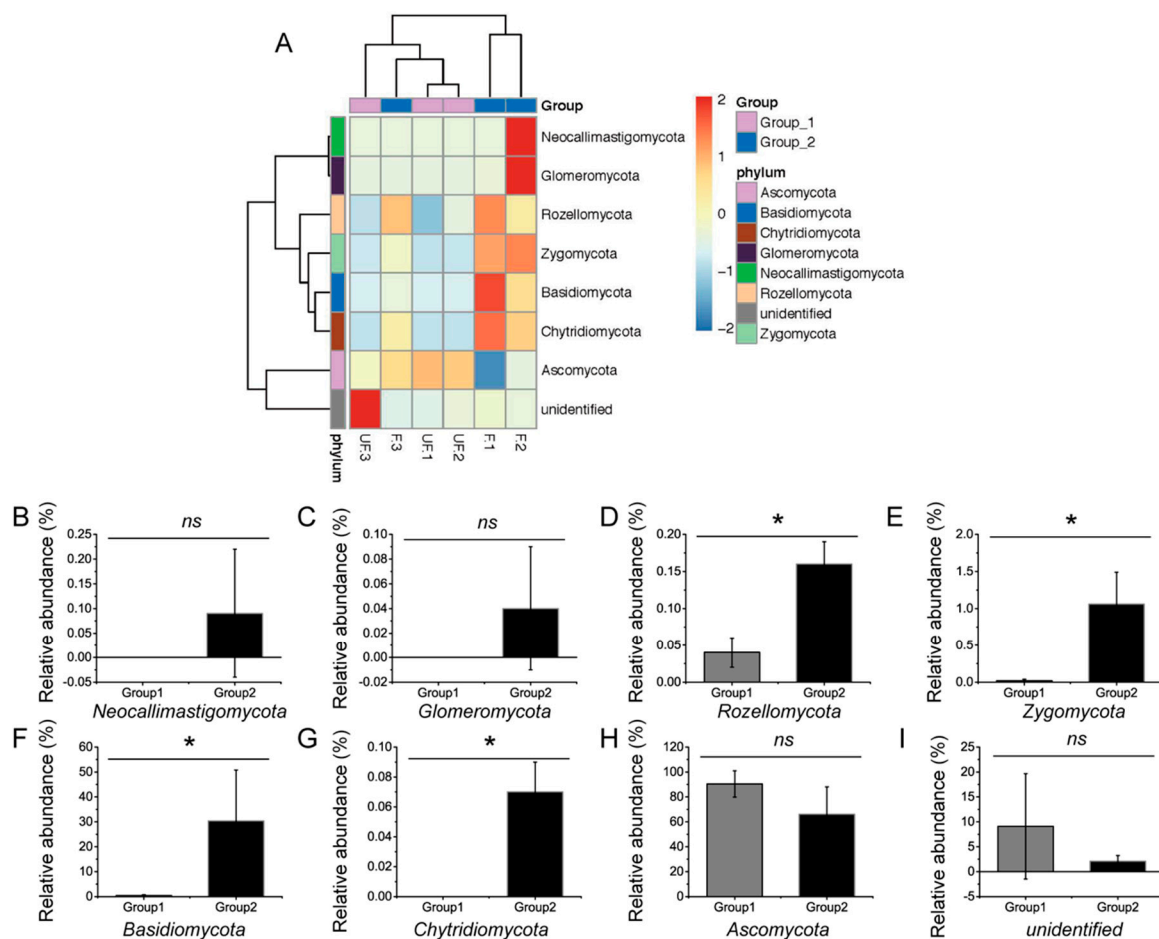 A
Group
Neocallimastigomycota
Glomeromycota
Rozellomycota
Zygomycota
Basidiomycota
Chytridiomycota
Ascomycota
unidentified
phylum
UF.3
F.3
UF.1
UF.2
F.1
F.2
2
1
0
−1
−2
Group
Group_1
Group_2
phylum
Ascomycota
Basidiomycota
Chytridiomycota
Glomeromycota
Neocallimastigomycota
Rozellomycota
unidentified
Zygomycota
B
Relative abundance (%)
ns
0.25
0.20
0.15
0.10
0.05
0.00
-0.05
Group1 Group2
Neocallimastigomycota
C
Relative abundance (%)
ns
0.10
0.08
0.06
0.04
0.02
0.00
-0.02
Group1 Group2
Glomeromycota
D
Relative abundance (%)
*
0.20
0.15
0.10
0.05
0.00
Group1 Group2
Rozellomycota
E
Relative abundance (%)
*
2.0
1.5
1.0
0.5
0.0
Group1 Group2
Zygomycota
F
Relative abundance (%)
*
60
50
40
30
20
10
0
Group1 Group2
Basidiomycota
G
Relative abundance (%)
*
0.10
0.08
0.06
0.04
0.02
0.00
Group1 Group2
Chytridiomycota
H
Relative abundance (%)
ns
120
100
80
60
40
20
0
Group1 Group2
Ascomycota
I
Relative abundance (%)
ns
25
20
15
10
5
0
-5
Group1 Group2
unidentified